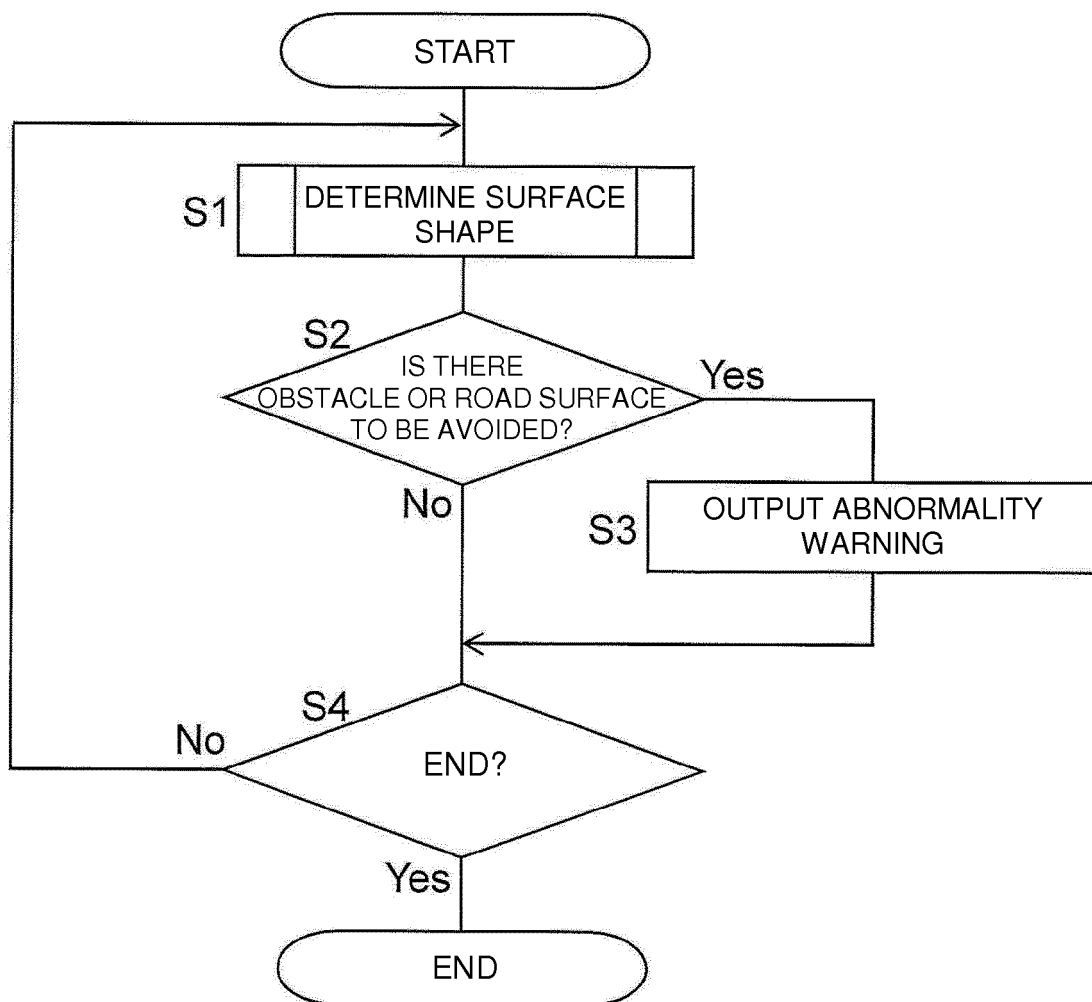 START
S1
DETERMINE SURFACE
SHAPE
S2
IS THERE
OBSTACLE OR ROAD SURFACE
TO BE AVOIDED?
Yes
No
S3
OUTPUT ABNORMALITY
WARNING
S4
No
END?
Yes
END